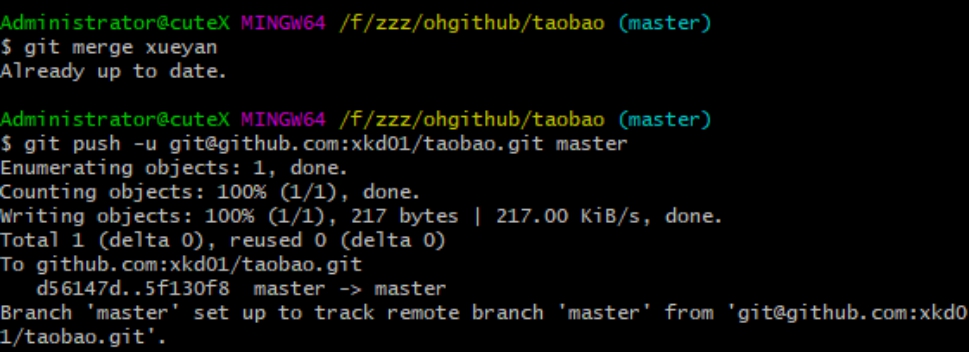 Administrator@cuteX MINGW64 /f/zzz/ohgithub/taobao (master)
$ git merge xueyan
Already up to date.
Administrator@cuteX MINGW64 /f/zzz/ohgithub/taobao (master)
$ git push -u git@github.com:xkd01/taobao.git master
Enumerating objects: 1, done.
Counting objects: 100% (1/1), done.
Writing objects: 100% (1/1), 217 bytes | 217.00 KiB/s, done.
Total 1 (delta 0), reused 0 (delta 0)
To github.com:xkd01/taobao.git
   d56147d..5f130f8  master -> master
Branch 'master' set up to track remote branch 'master' from 'git@github.com:xkd0
1/taobao.git'.